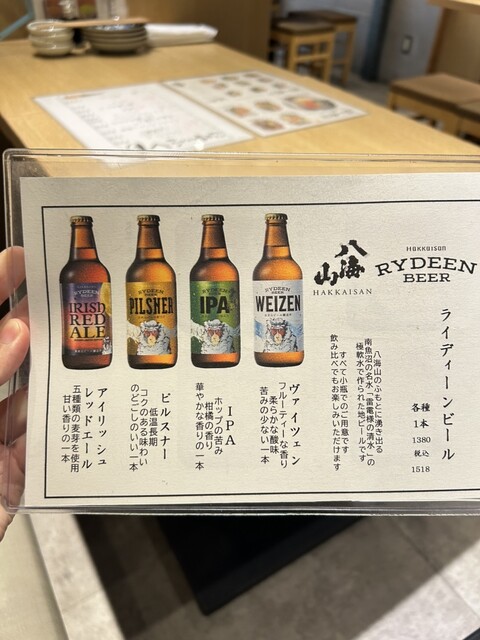 HAKKAISAN
RYDEEN
BEER
八海山
HAKKAISAN
ライディーンビール
各種
1本
1380
税込
1518
八海山のふもとに湧き出る
南魚沼の名水「雷電様の清水」の
極軟水で作られた地ビールです
すべて小瓶でのご用意です
飲み比べでもお楽しみいただけます
RYDEEN
BEER
WEIZEN
ヴァイツェン
フルーティーな香り
柔らかな酸味
苦みの少ない一本
RYDEEN
BEER
IPA
IPA
ホップの苦み
柑橘の香り
華やかな香りの一本
RYDEEN
BEER
PILSNER
ピルスナー
低温長期
コクのある味わい
のどごしのいい一本
RYDEEN
BEER
IRISH
RED
ALE
アイリッシュ
レッドエール
五種類の麦芽を使用
甘い香りの一本